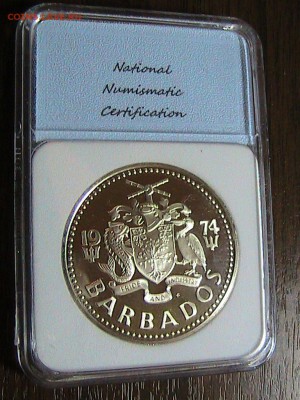 National
Numismatic
Certification
19 74
PRIDE AND INDUSTRY
BARBADOS